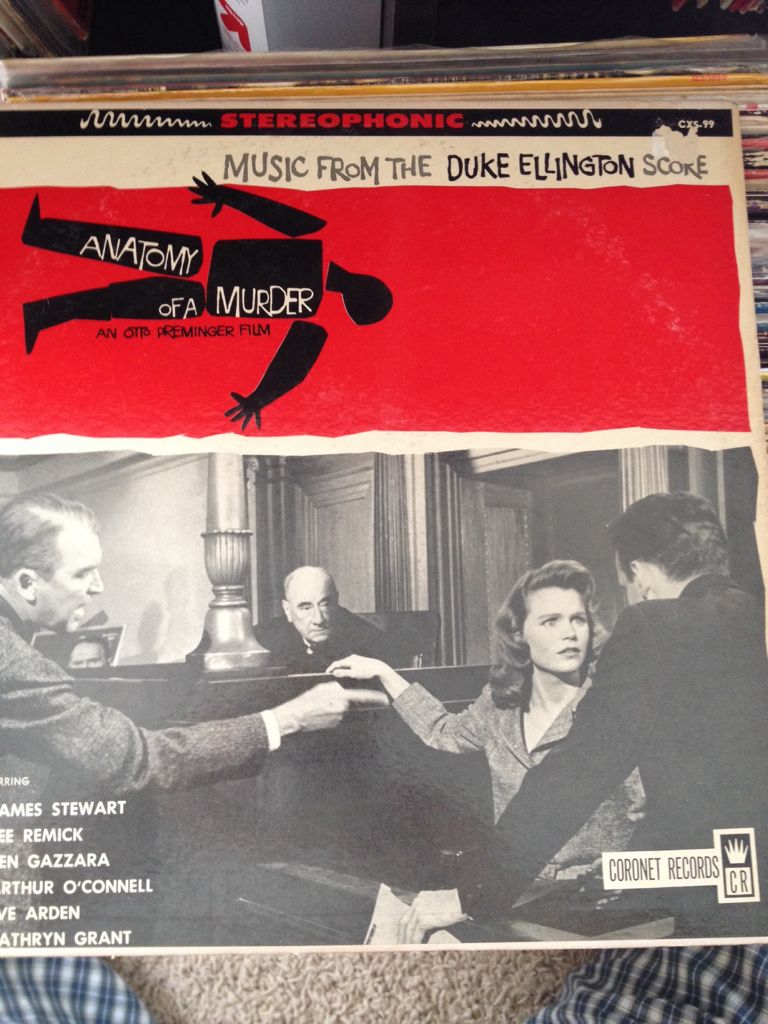 STEREOPHONIC
CXS-99
MUSIC FROM THE DUKE ELLINGTON SCORE
ANATOMY
OF A MURDER
AN OTTO PREMINGER FILM
RRING
AMES STEWART
EE REMICK
EN GAZZARA
RTHUR O'CONNELL
VE ARDEN
ATHRYN GRANT
CORONET RECORDS
CR